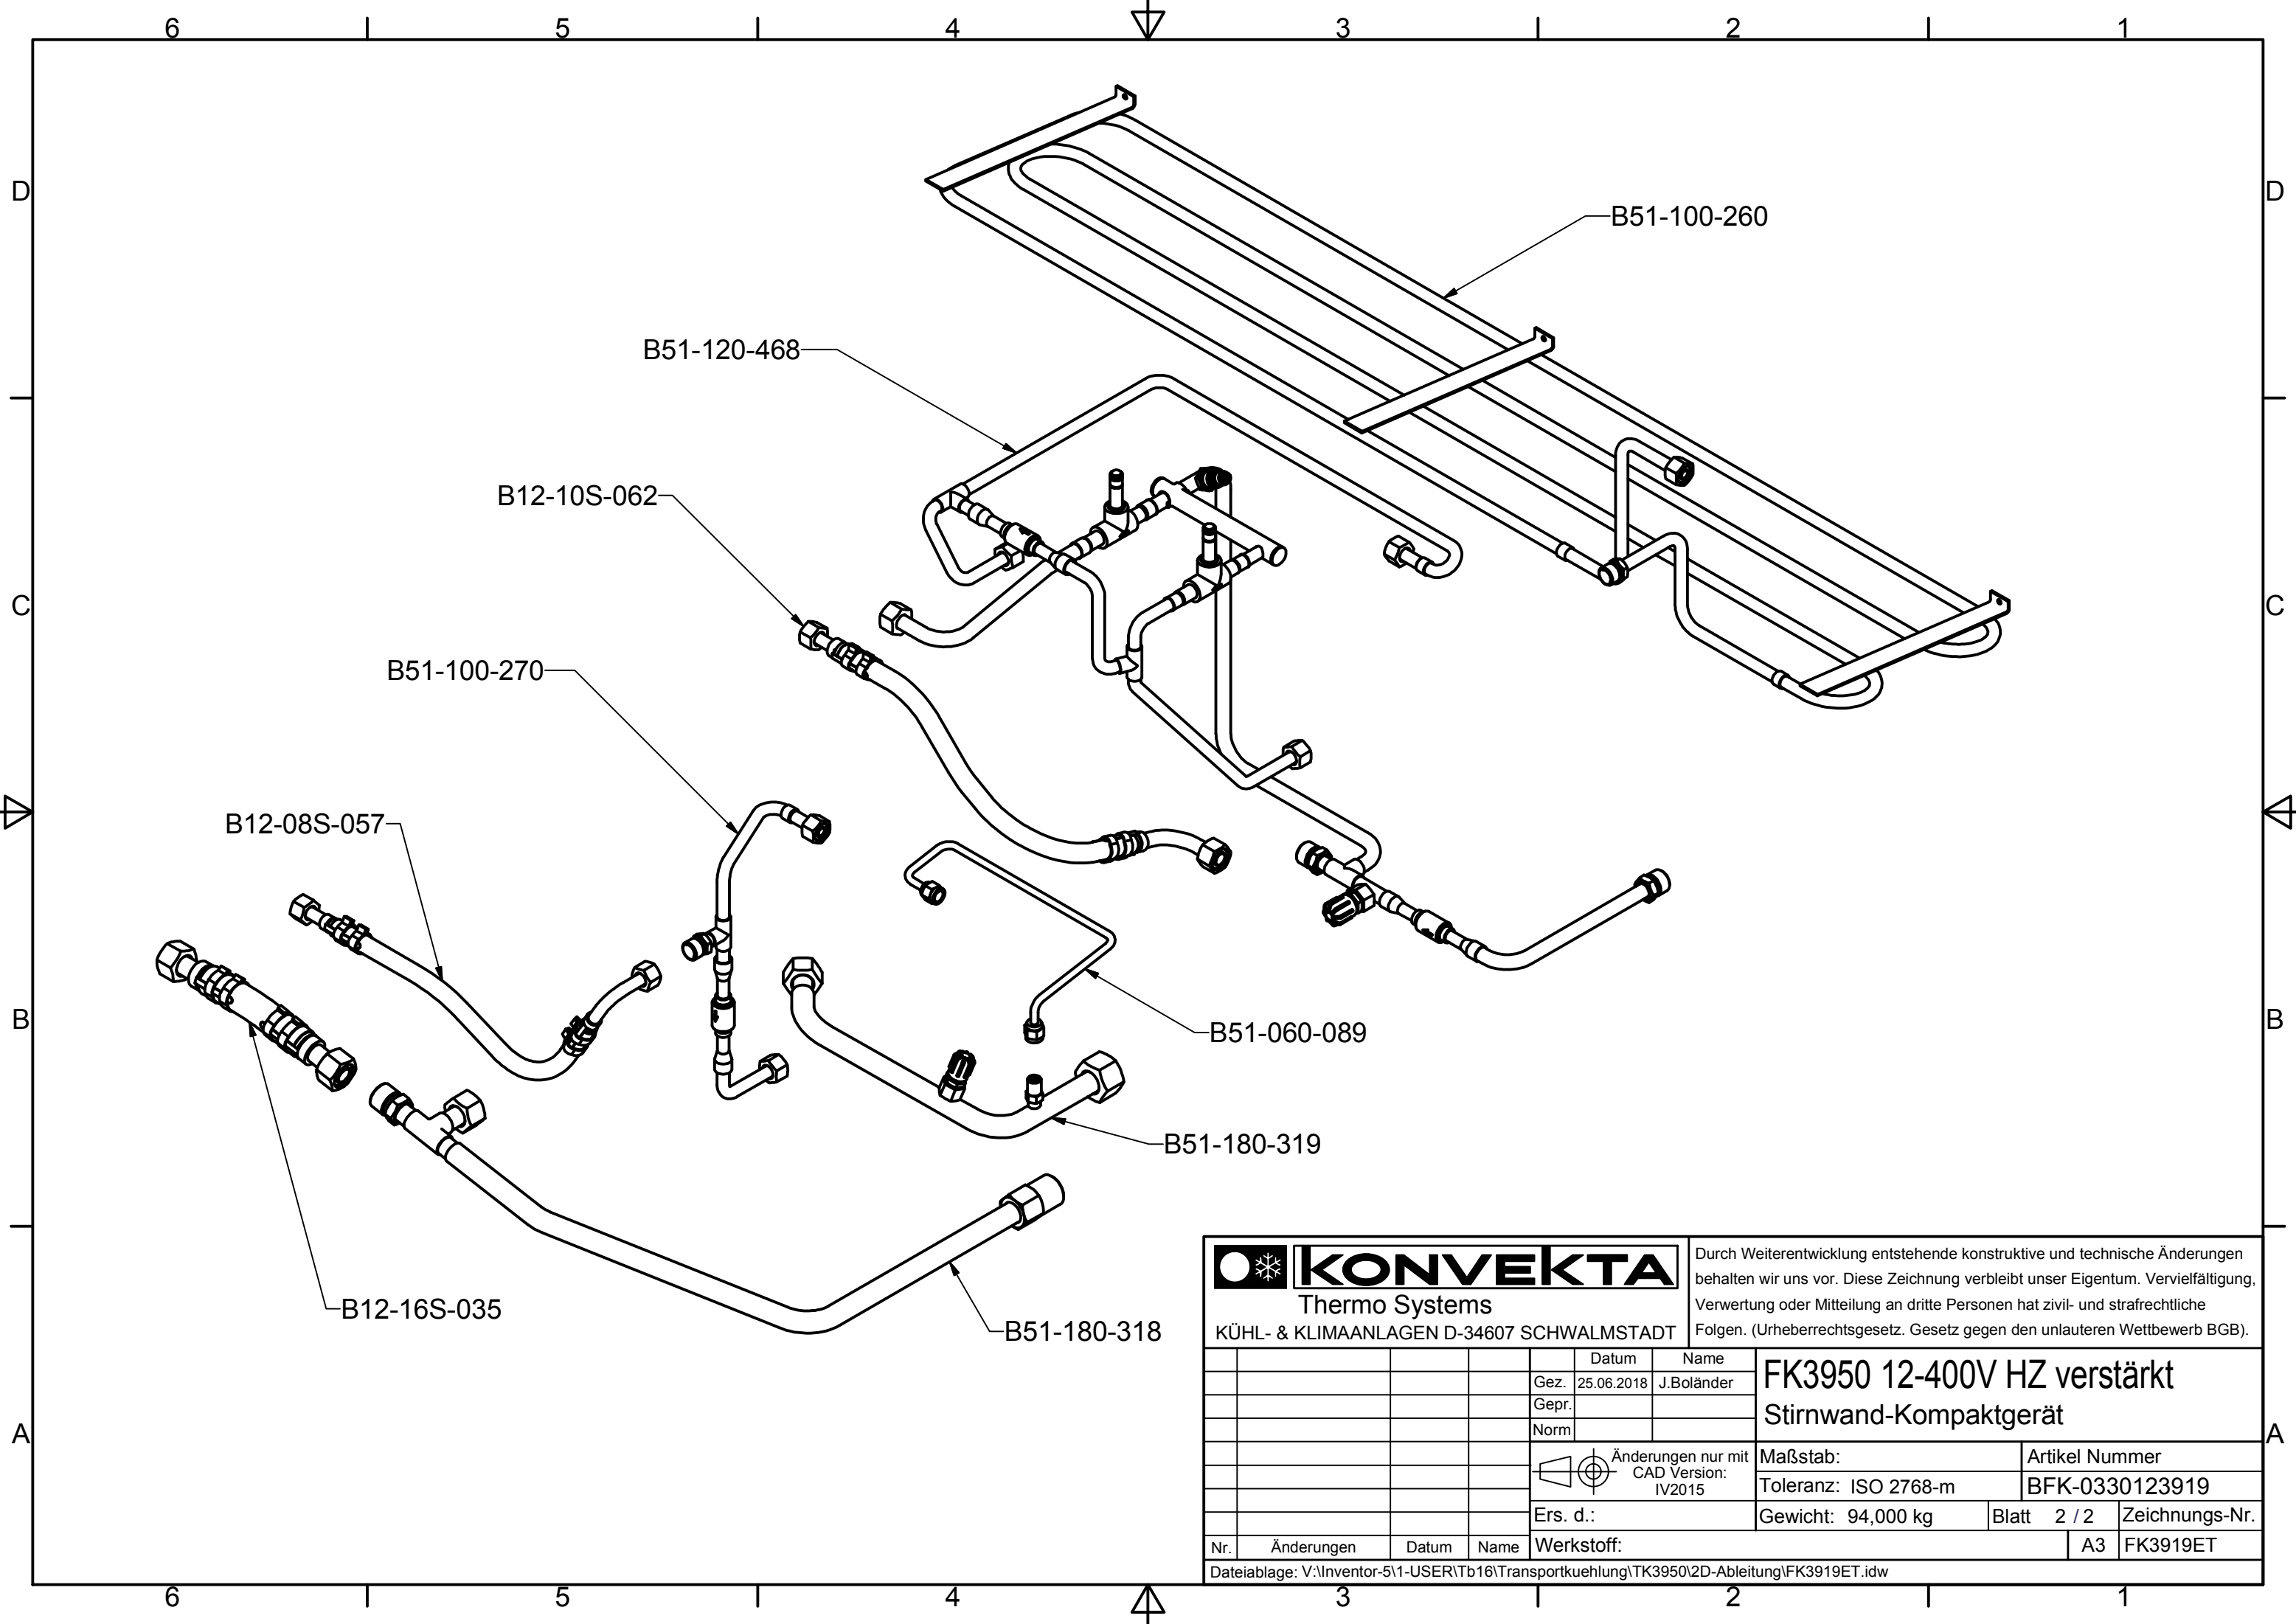 6 5 4 3 2 1
D D
B51-100-260
B51-120-468
B12-10S-062
C C
B51-100-270
B12-08S-057
B B
B51-060-089
B51-180-319
B12-16S-035
B51-180-318
KONVEKTA
Thermo Systems
KÜHL- & KLIMAANLAGEN D-34607 SCHWALMSTADT
Durch Weiterentwicklung entstehende konstruktive und technische Änderungen
behalten wir uns vor. Diese Zeichnung verbleibt unser Eigentum. Vervielfältigung,
Verwertung oder Mitteilung an dritte Personen hat zivil- und strafrechtliche
Folgen. (Urheberrechtsgesetz. Gesetz gegen den unlauteren Wettbewerb BGB).
Datum Name
Gez. 25.06.2018 J.Boländer
Gepr.
Norm
FK3950 12-400V HZ verstärkt
Stirnwand-Kompaktgerät
A A
Änderungen nur mit
CAD Version:
IV2015
Maßstab:
Artikel Nummer
Toleranz: ISO 2768-m
BFK-0330123919
Ers. d.:
Gewicht: 94,000 kg
Blatt 2 / 2
Zeichnungs-Nr.
Nr. Änderungen Datum Name
Werkstoff:
A3 FK3919ET
Dateiablage: V:\Inventor-5\1-USER\Tb16\Transportkuehlung\TK3950\2D-Ableitung\FK3919ET.idw
6 5 4 3 2 1